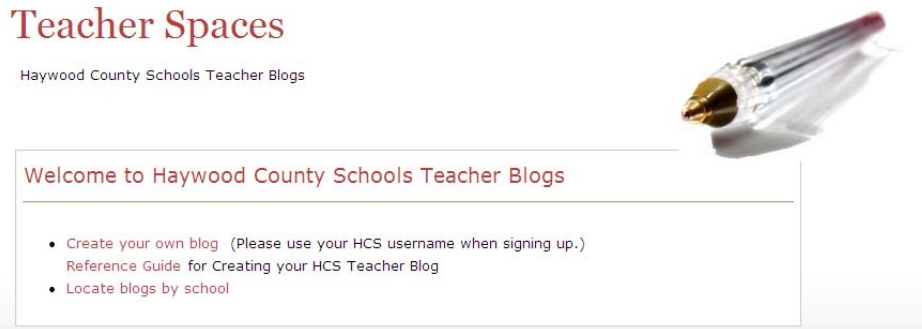 Teacher Spaces
Haywood County Schools Teacher Blogs
Welcome to Haywood County Schools Teacher Blogs
Create your own blog (Please use your HCS username when signing up.)
Reference Guide for Creating your HCS Teacher Blog
Locate blogs by school